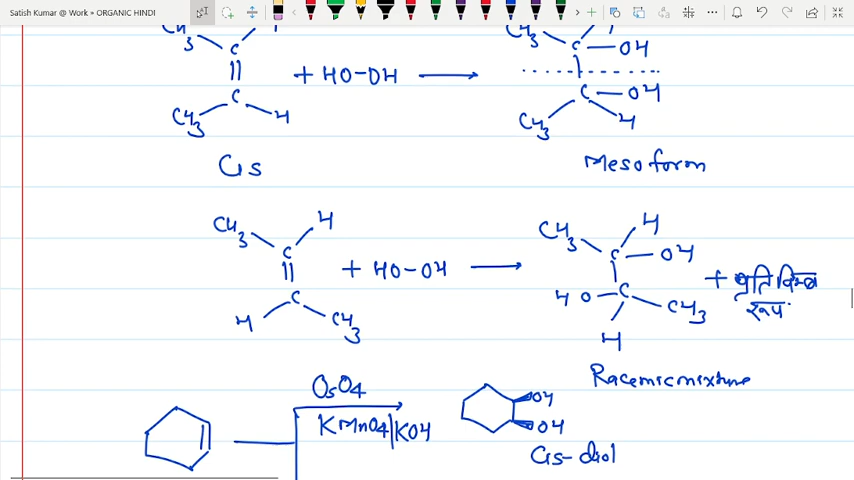 Satish Kumar @ Work » ORGANIC HINDI
CH3 C — OH
C + HO-OH
C C — OH
CH3 H CH3 H
Cis Meso form
CH3 H CH3 H
C + HO-OH C — OH + प्रतिबिम्ब
रूप
C HO — C
H CH3 CH3
H
Racemic mixture
OsO4 OH
KMnO4|KOH OH
Cis-diol